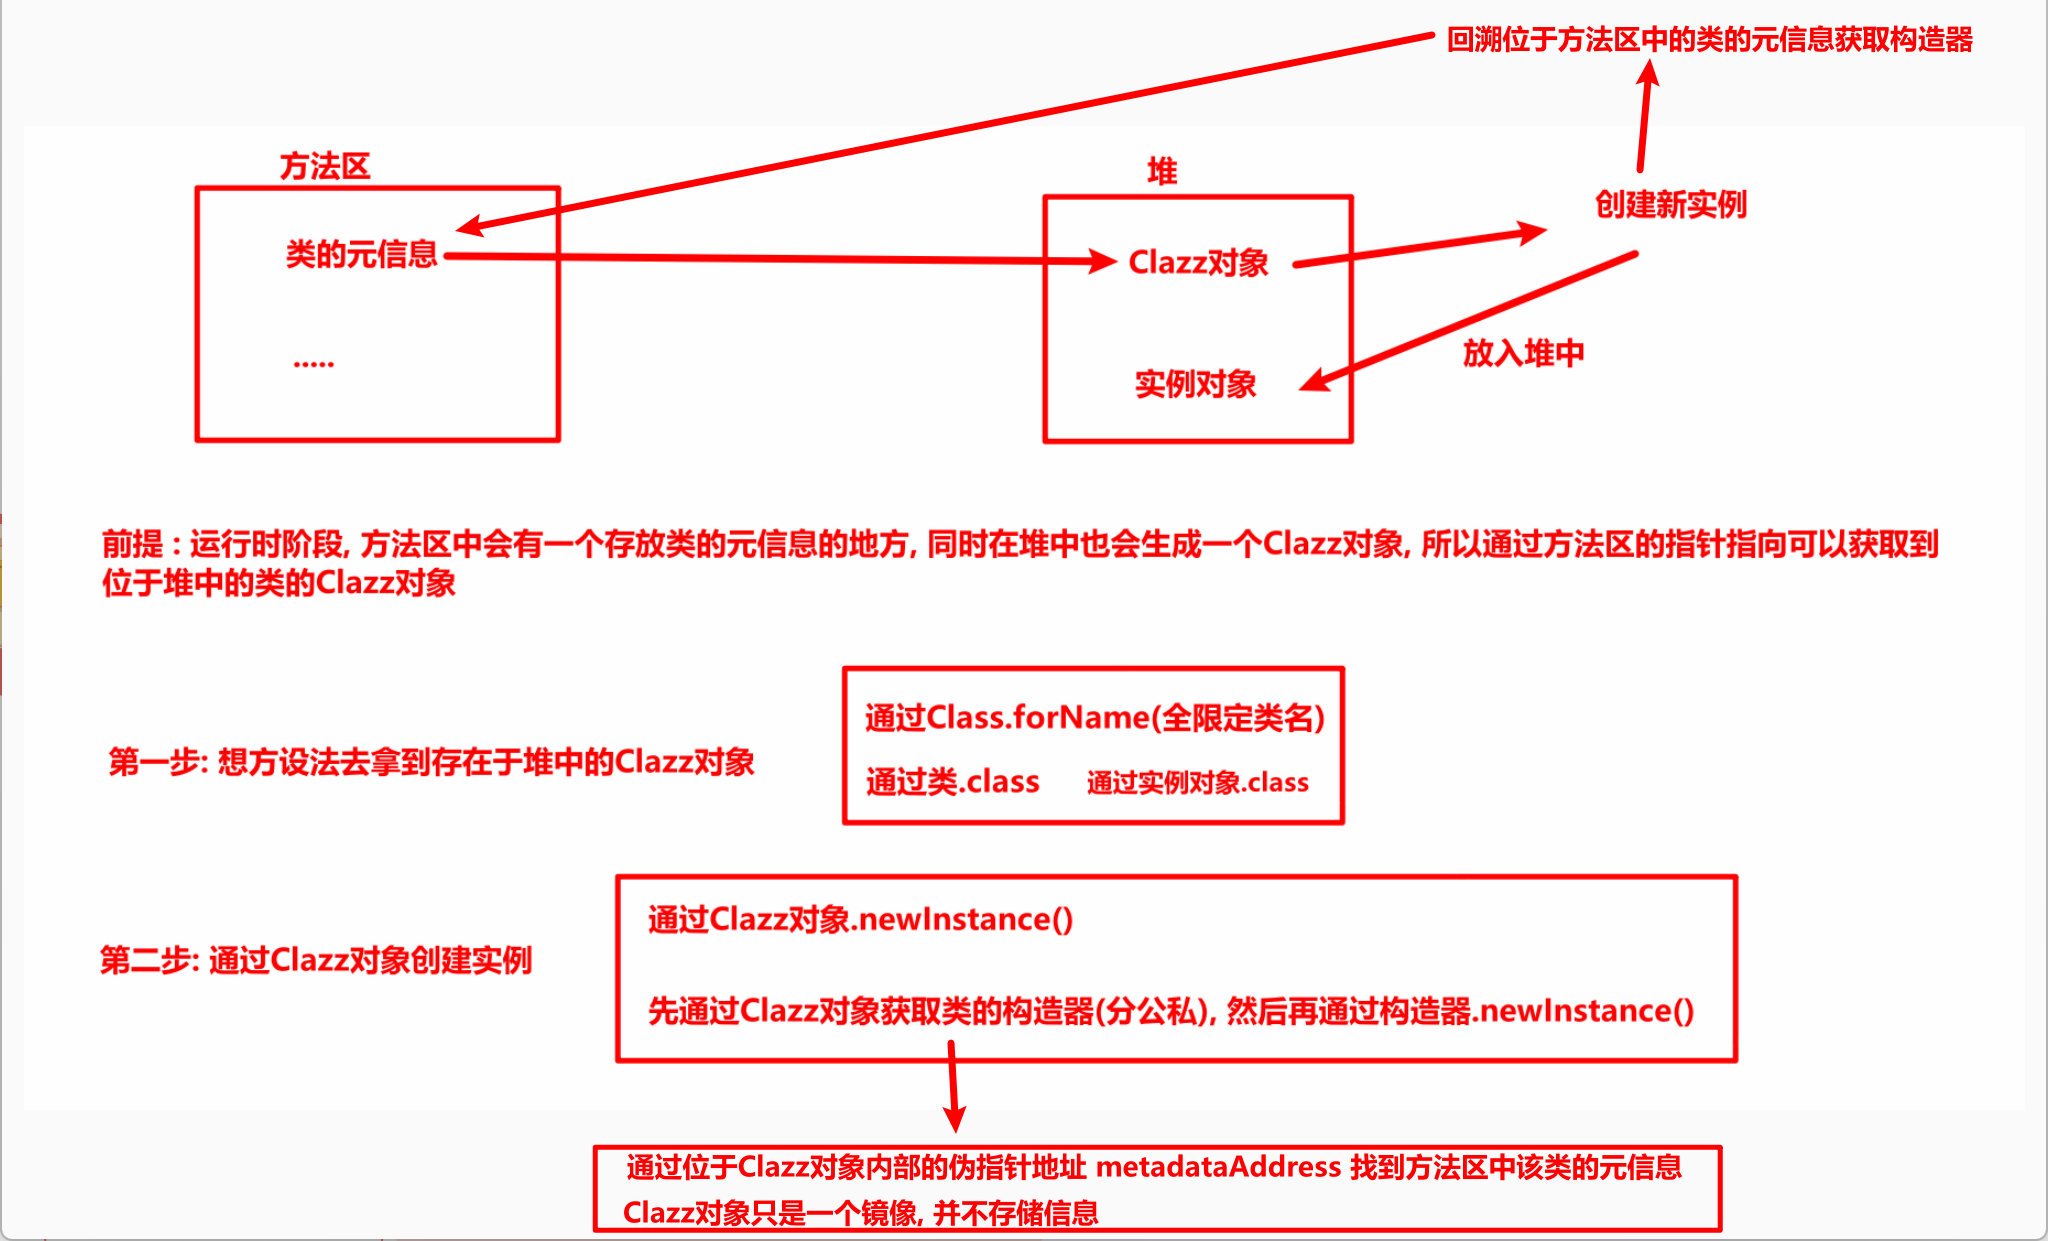 回溯位于方法区中的类的元信息获取构造器
方法区
堆
创建新实例
类的元信息
Clazz对象
放入堆中
.....
实例对象
前提 : 运行时阶段, 方法区中会有一个存放类的元信息的地方, 同时在堆中也会生成一个Clazz对象, 所以通过方法区的指针指向可以获取到
位于堆中的类的Clazz对象
通过Class.forName(全限定类名)
第一步: 想方设法去拿到存在于堆中的Clazz对象
通过类.class 通过实例对象.class
通过Clazz对象.newInstance()
第二步: 通过Clazz对象创建实例
先通过Clazz对象获取类的构造器(分公私), 然后再通过构造器.newInstance()
通过位于Clazz对象内部的伪指针地址 metadataAddress 找到方法区中该类的元信息
Clazz对象只是一个镜像, 并不存储信息